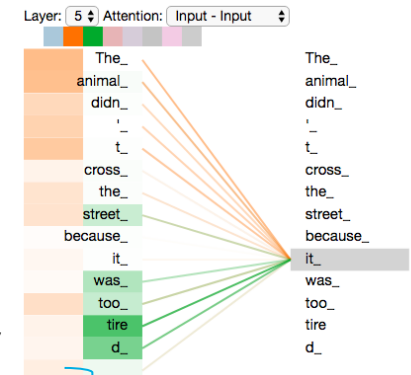 Layer: 5 Attention: Input - Input
The_ The_
animal_ animal_
didn_ didn_
'_ '_
t_ t_
cross_ cross_
the_ the_
street_ street_
because_ because_
it_ it_
was_ was_
too_ too_
tire tire
d_ d_